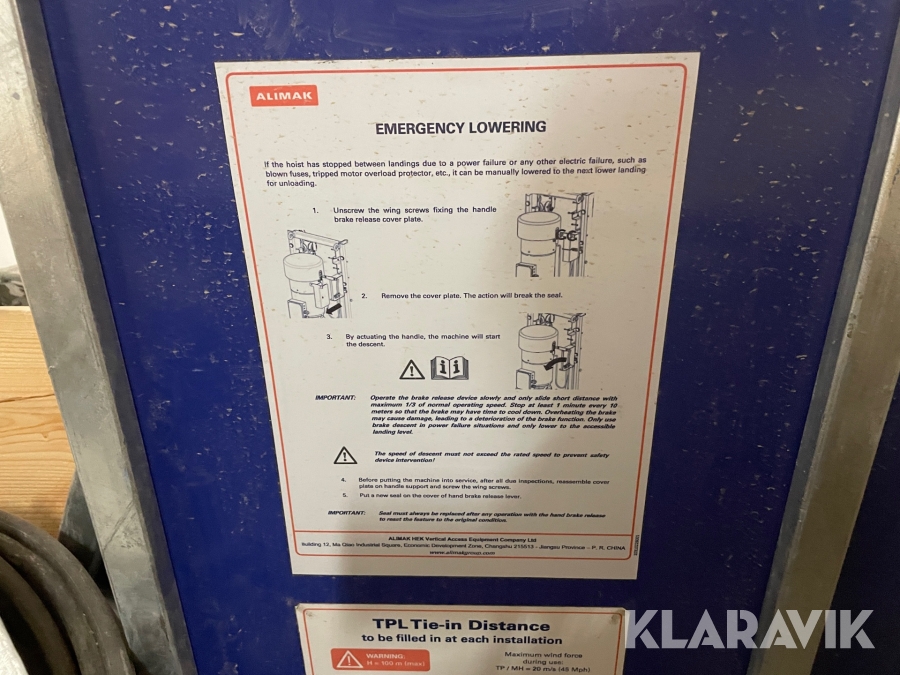 ALIMAK
EMERGENCY LOWERING
If the hoist has stopped between landings due to a power failure or any other electric failure, such as
blown fuses, tripped motor overload protector, etc., it can be manually lowered to the next lower landing
for unloading.
1. Unscrew the wing screws fixing the handle
brake release cover plate.
2. Remove the cover plate. The action will break the seal.
3. By actuating the handle, the machine will start
the descent.
IMPORTANT: Operate the brake release device slowly and only slide short distance with
maximum 1/3 of normal operating speed. Stop at least 1 minute every 10
meters so that the brake may have time to cool down. Overheating the brake
may cause damage, leading to a deterioration of the brake function. Only use
brake descent in power failure situations and only lower to the accessible
landing level.
The speed of descent must not exceed the rated speed to prevent safety
device intervention!
4. Before putting the machine into service, after all due inspections, reassemble cover
plate on handle support and screw the wing screws.
5. Put a new seal on the cover of hand brake release lever.
IMPORTANT: Seal must always be replaced after any operation with the hand brake release
to reset the feature to the original condition.
ALIMAK HEK Vertical Access Equipment Company Ltd
Building 12, Ma Qiao Industrial Square, Economic Development Zone, Changshu 215513 - Jiangsu Province – P. R. CHINA
www.alimakgroup.com
TPL Tie-in Distance
to be filled in at each installation
WARNING:
H = 100 m (max)
Maximum wind force
during use:
TP / MH = 20 m/s (45 Mph)
KLARAVIK